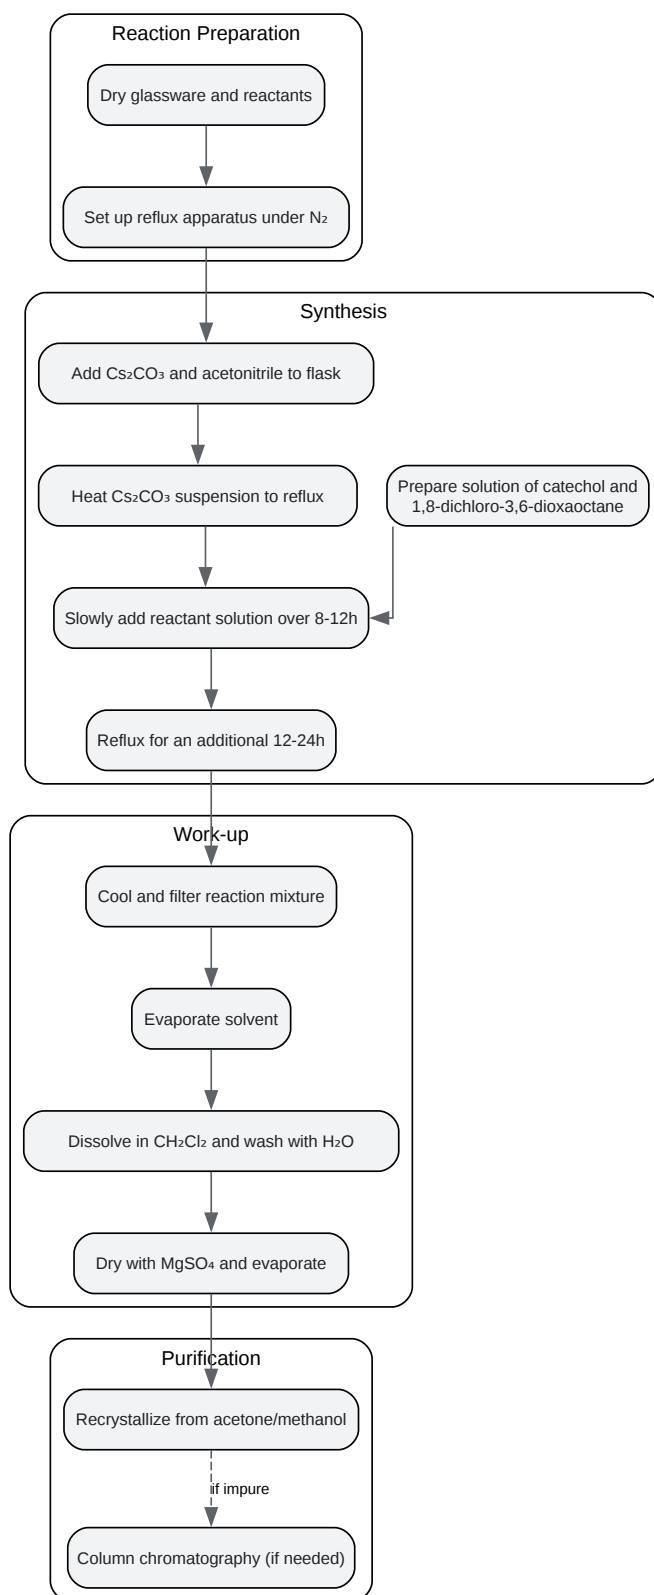 Reaction Preparation
Dry glassware and reactants
Set up reflux apparatus under N₂
Synthesis
Add Cs₂CO₃ and acetonitrile to flask
Heat Cs₂CO₃ suspension to reflux
Prepare solution of catechol and
1,8-dichloro-3,6-dioxaoctane
Slowly add reactant solution over 8-12h
Reflux for an additional 12-24h
Work-up
Cool and filter reaction mixture
Evaporate solvent
Dissolve in CH₂Cl₂ and wash with H₂O
Dry with MgSO₄ and evaporate
Purification
Recrystallize from acetone/methanol
if impure
Column chromatography (if needed)